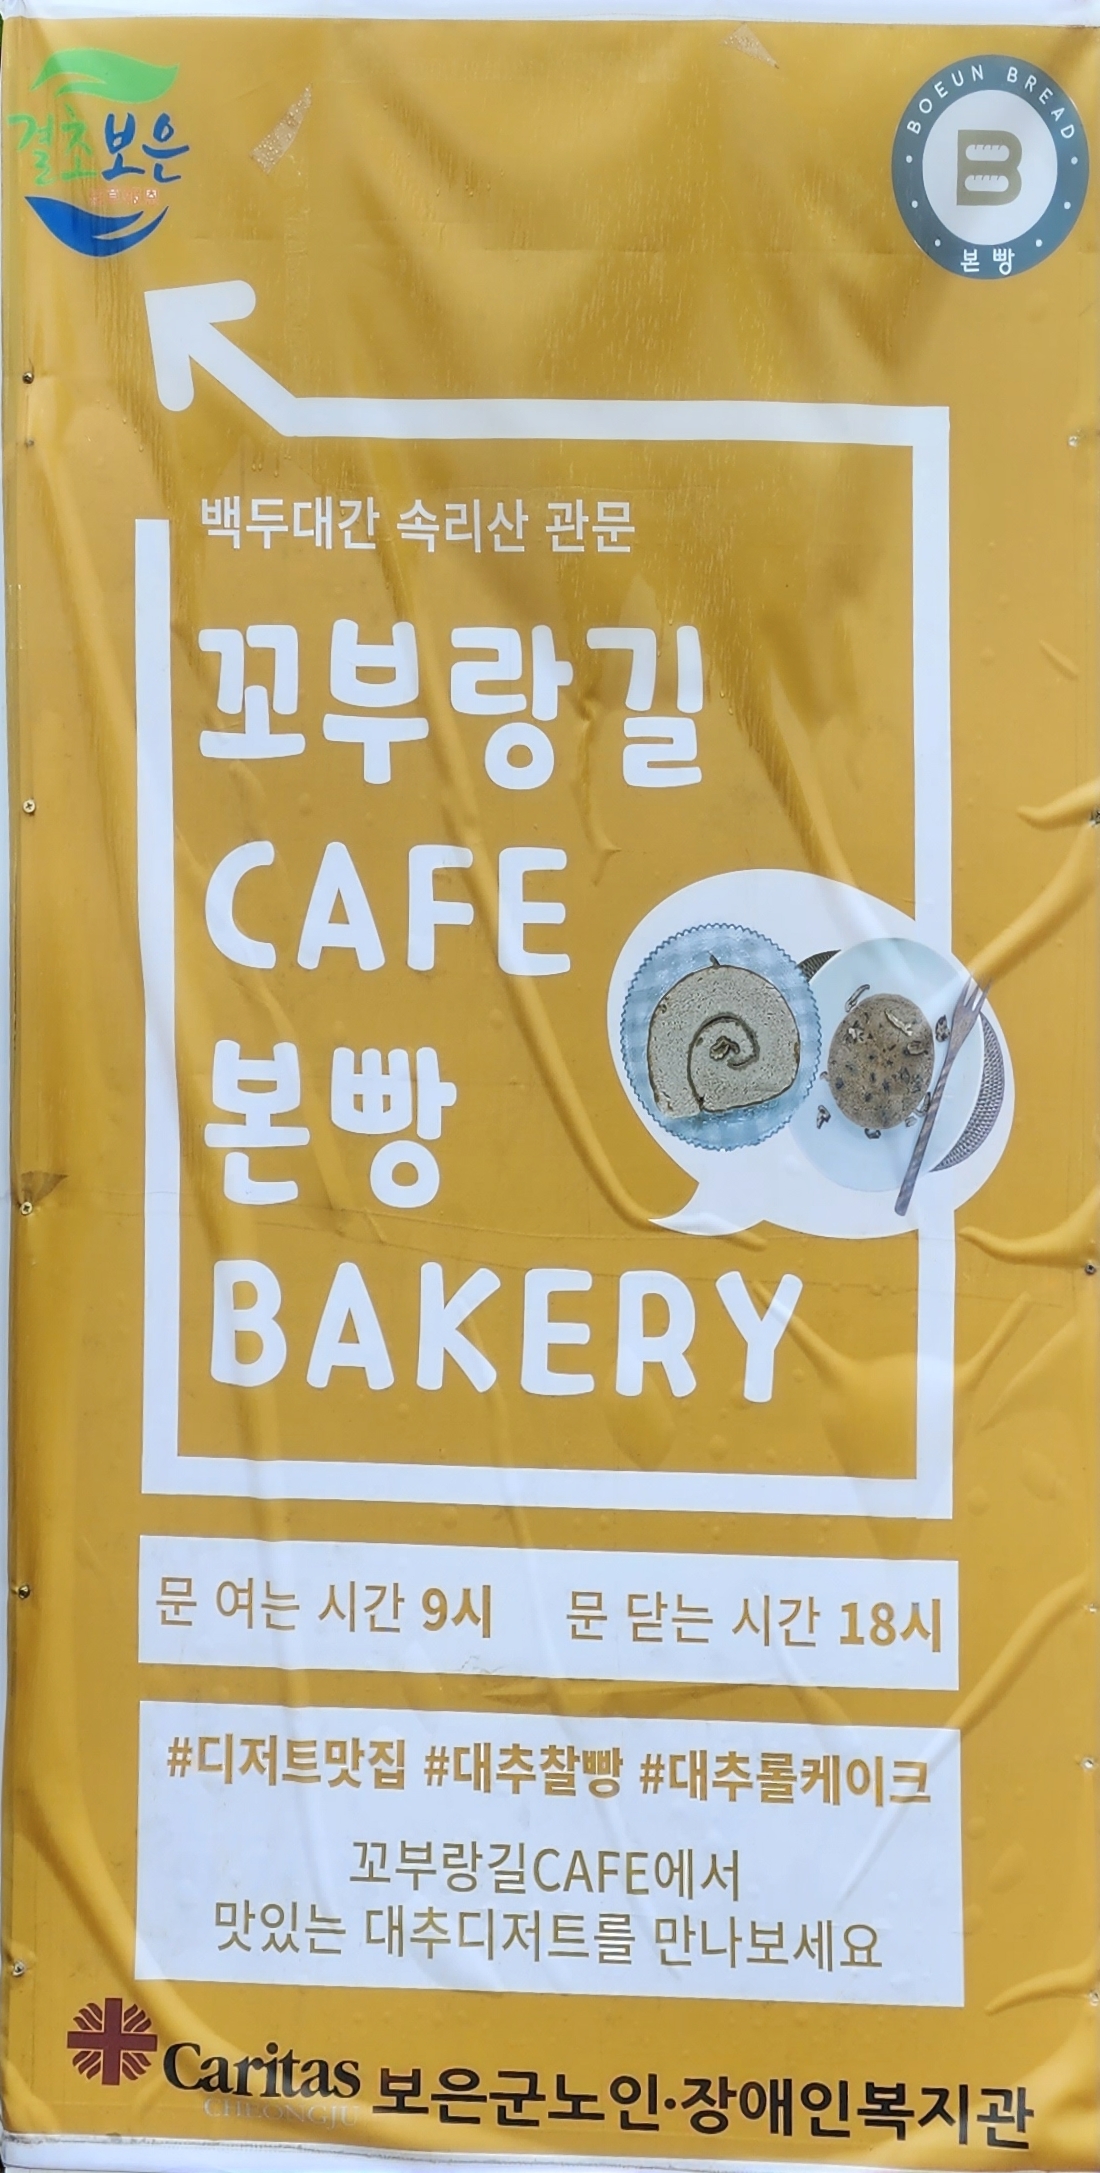 결초보은
BOEUN BREAD
B
본빵
백두대간 속리산 관문
꼬부랑길
CAFE
본빵
BAKERY
문 여는 시간 9시 문 닫는 시간 18시
#디저트맛집 #대추찰빵 #대추롤케이크
꼬부랑길CAFE에서
맛있는 대추디저트를 만나보세요
Caritas
CHEONGJU
보은군노인·장애인복지관